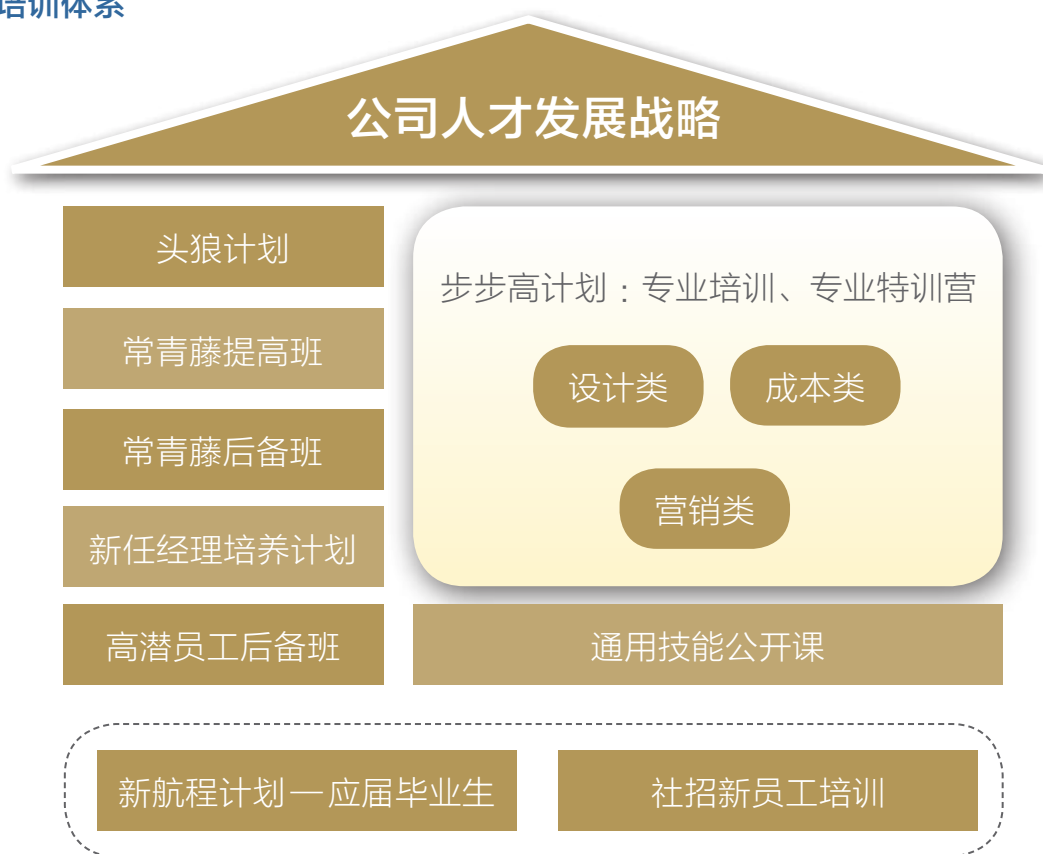 培训体系
公司人才发展战略
头狼计划
常青藤提高班
常青藤后备班
新任经理培养计划
高潜员工后备班
步步高计划：专业培训、专业特训营
设计类
成本类
营销类
通用技能公开课
新航程计划—应届毕业生
社招新员工培训